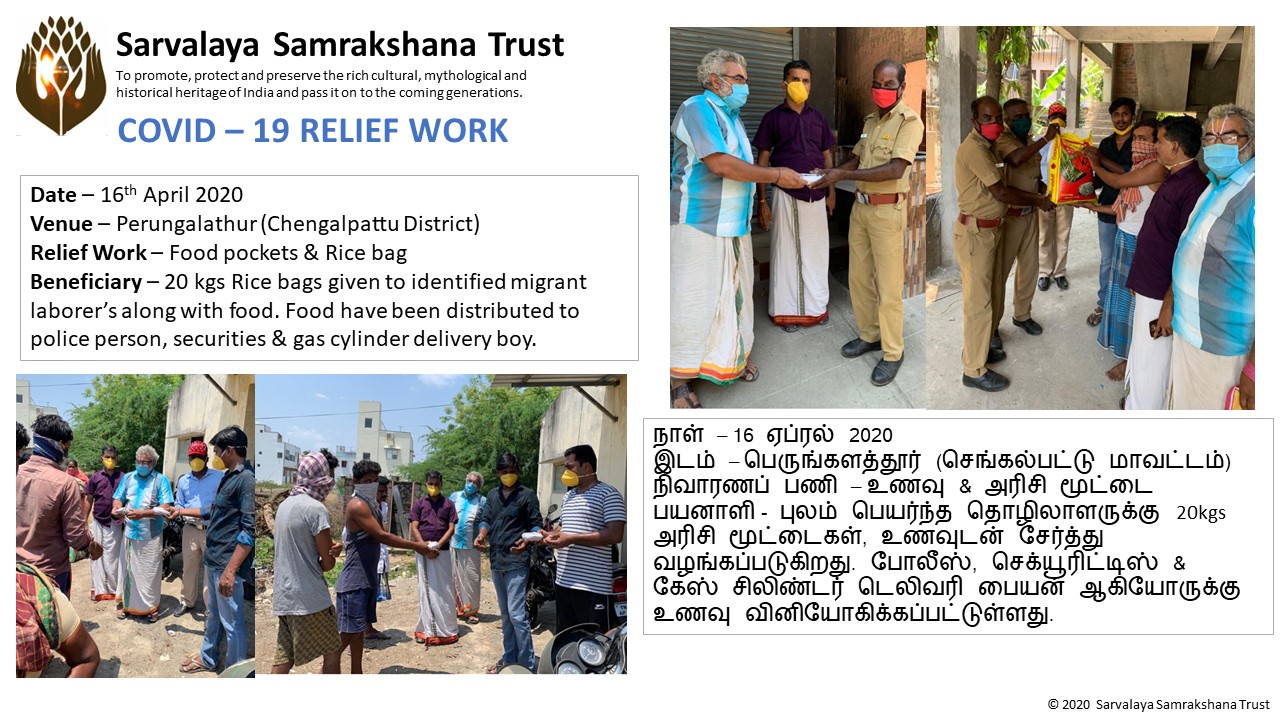 Sarvalaya Samrakshana Trust
To promote, protect and preserve the rich cultural, mythological and
historical heritage of India and pass it on to the coming generations.
COVID – 19 RELIEF WORK
Date – 16th April 2020
Venue – Perungalathur (Chengalpattu District)
Relief Work – Food pockets & Rice bag
Beneficiary – 20 kgs Rice bags given to identified migrant
laborer’s along with food. Food have been distributed to
police person, securities & gas cylinder delivery boy.
நாள் – 16 ஏப்ரல் 2020
இடம் – பெருங்களத்தூர் (செங்கல்பட்டு மாவட்டம்)
நிவாரணப் பணி – உணவு & அரிசி மூட்டை
பயனாளி - புலம் பெயர்ந்த தொழிலாளருக்கு 20kgs
அரிசி மூட்டைகள், உணவுடன் சேர்த்து
வழங்கப்படுகிறது. போலீஸ், செக்யூரிட்டிஸ் &
கேஸ் சிலிண்டர் டெலிவரி பையன் ஆகியோருக்கு
உணவு வினியோகிக்கப்பட்டுள்ளது.
© 2020 Sarvalaya Samrakshana Trust